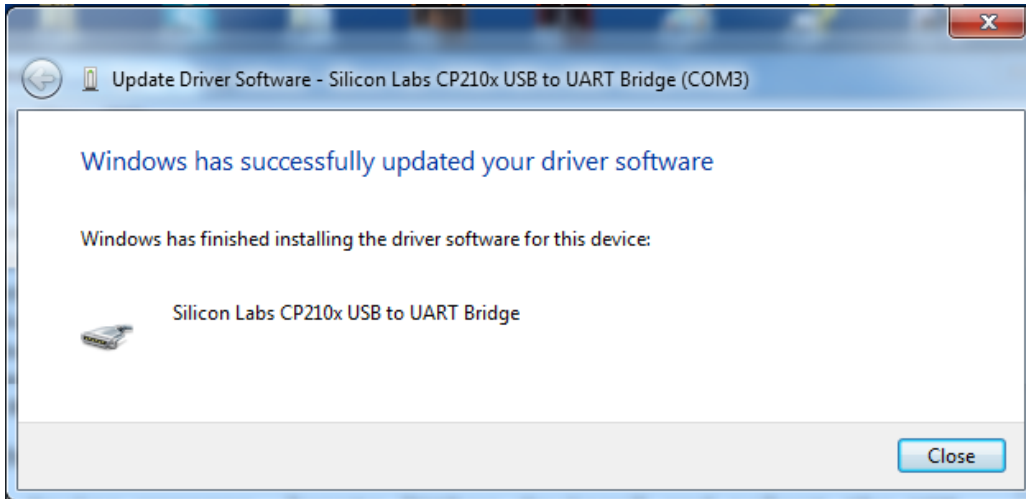 Update Driver Software - Silicon Labs CP210x USB to UART Bridge (COM3)
Windows has successfully updated your driver software
Windows has finished installing the driver software for this device:
Silicon Labs CP210x USB to UART Bridge
Close